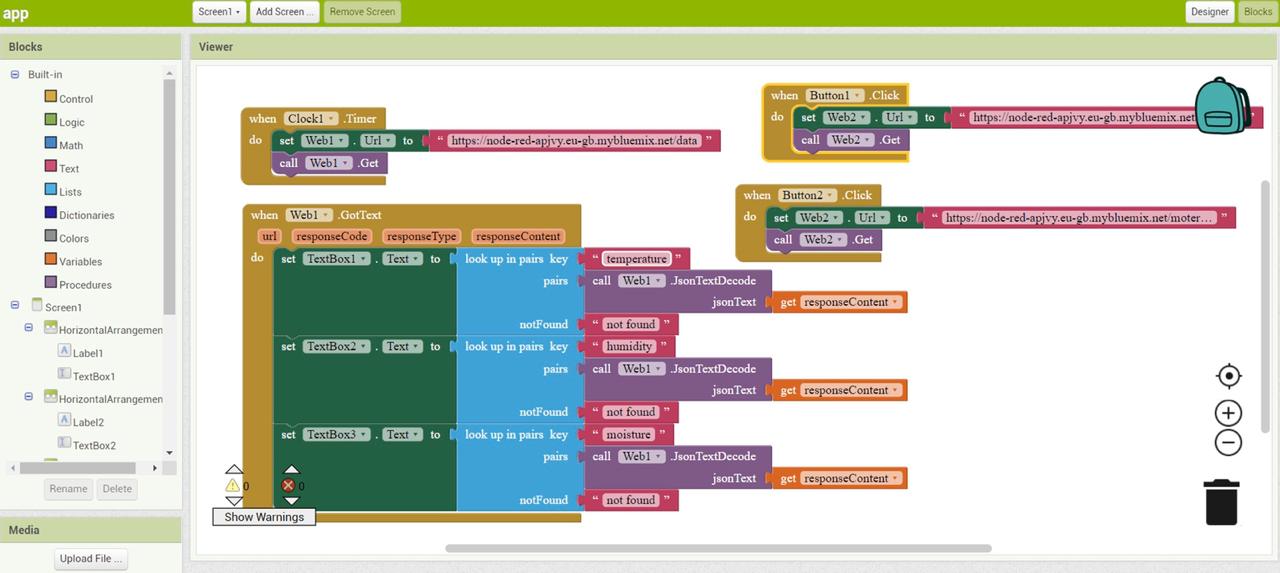 app
Screen1
Add Screen ...
Remove Screen
Designer
Blocks
Blocks
Viewer
Built-in
Control
Logic
Math
Text
Lists
Dictionaries
Colors
Variables
Procedures
Screen1
HorizontalArrangemen
Label1
TextBox1
HorizontalArrangemen
Label2
TextBox2
Rename
Delete
Media
Upload File ...
when Clock1 .Timer
do set Web1 . Url to “ https://node-red-apjvy.eu-gb.mybluemix.net/data ”
call Web1 .Get
when Button1 .Click
do set Web2 . Url to “ https://node-red-apjvy.eu-gb.mybluemix.net ”
call Web2 .Get
when Button2 .Click
do set Web2 . Url to “ https://node-red-apjvy.eu-gb.mybluemix.net/moter... ”
call Web2 .Get
when Web1 .GotText
url responseCode responseType responseContent
do set TextBox1 . Text to look up in pairs key “ temperature ”
pairs call Web1 .JsonTextDecode
jsonText get responseContent
notFound “ not found ”
set TextBox2 . Text to look up in pairs key “ humidity ”
pairs call Web1 .JsonTextDecode
jsonText get responseContent
notFound “ not found ”
set TextBox3 . Text to look up in pairs key “ moisture ”
pairs call Web1 .JsonTextDecode
jsonText get responseContent
notFound “ not found ”
0 0
Show Warnings